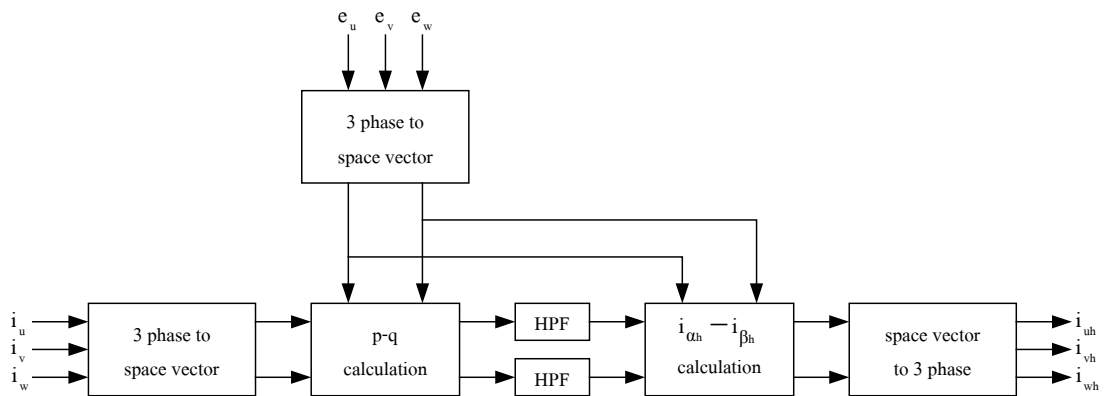 e_u e_v e_w
3 phase to
space vector
i_u
i_v
i_w
3 phase to
space vector
p-q
calculation
HPF
HPF
i_αh − i_βh
calculation
space vector
to 3 phase
i_uh
i_vh
i_wh